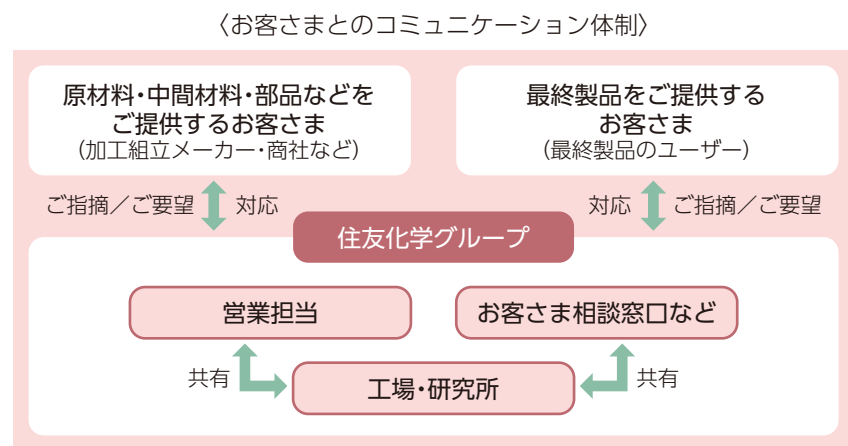 〈お客さまとのコミュニケーション体制〉
原材料・中間材料・部品などを
ご提供するお客さま
(加工組立メーカー・商社など)
最終製品をご提供する
お客さま
(最終製品のユーザー)
ご指摘／ご要望
対応
対応
ご指摘／ご要望
住友化学グループ
営業担当
お客さま相談窓口など
共有
工場・研究所
共有